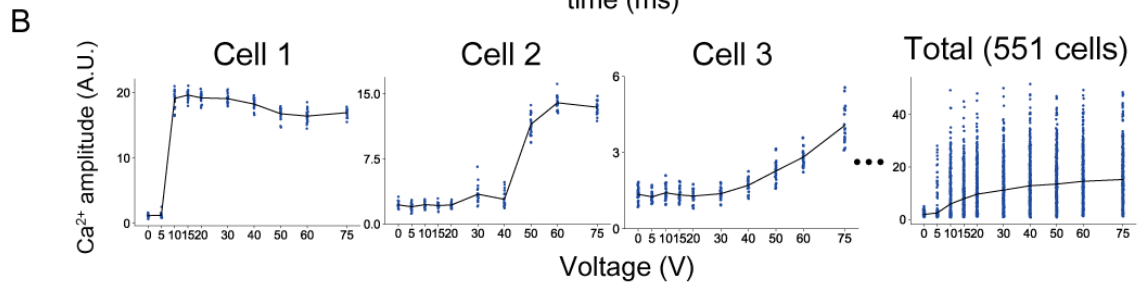 time (ms)
B
Cell 1
Cell 2
Cell 3
Total (551 cells)
Ca²⁺ amplitude (A.U.)
20
10
0
0 5 101520 30 40 50 60 75
15.0
7.5
0.0
0 5 101520 30 40 50 60 75
6
3
0
0 5 101520 30 40 50 60 75
•••
40
20
0
0 5 101520 30 40 50 60 75
Voltage (V)